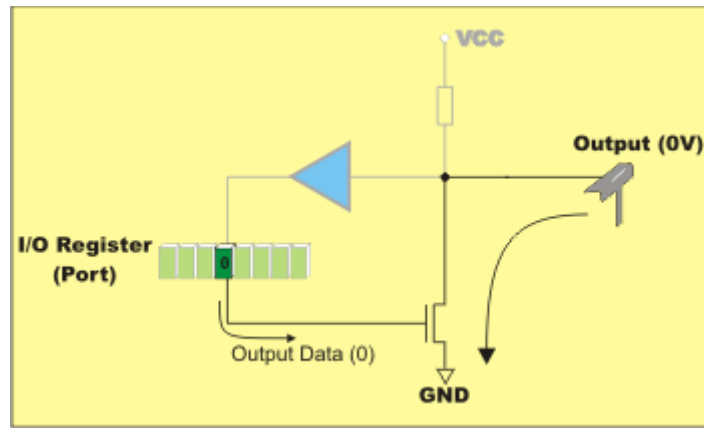 VCC
Output (0V)
I/O Register
(Port)
0
Output Data (0)
GND